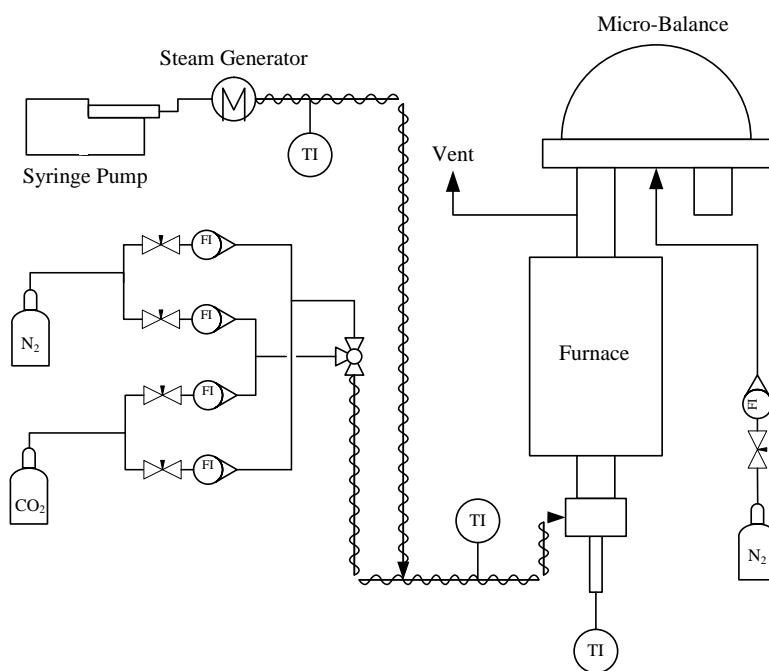 Micro-Balance
Steam Generator
TI
Syringe Pump
Vent
FI
N2
FI
Furnace
FI
FI
FI
CO2
TI
N2
TI